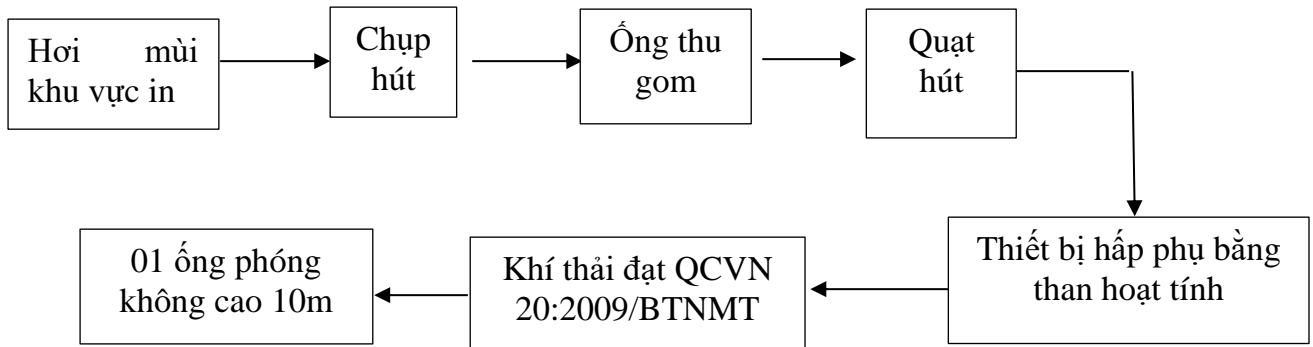 Hơi mùi
khu vực in
Chụp
hút
Ống thu
gom
Quạt
hút
Thiết bị hấp phụ bằng
than hoạt tính
Khí thải đạt QCVN
20:2009/BTNMT
01 ống phóng
không cao 10m